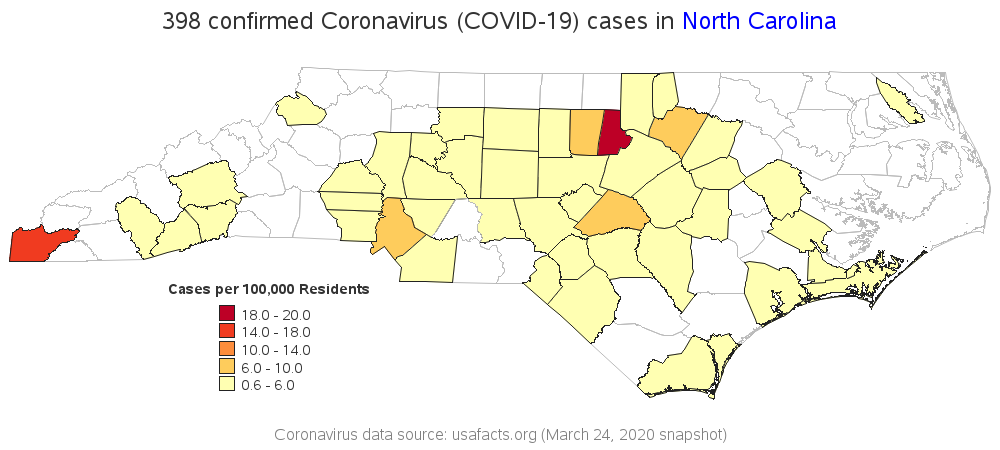 398 confirmed Coronavirus (COVID-19) cases in North Carolina
Cases per 100,000 Residents
18.0 - 20.0
14.0 - 18.0
10.0 - 14.0
6.0 - 10.0
0.6 - 6.0
Coronavirus data source: usafacts.org (March 24, 2020 snapshot)